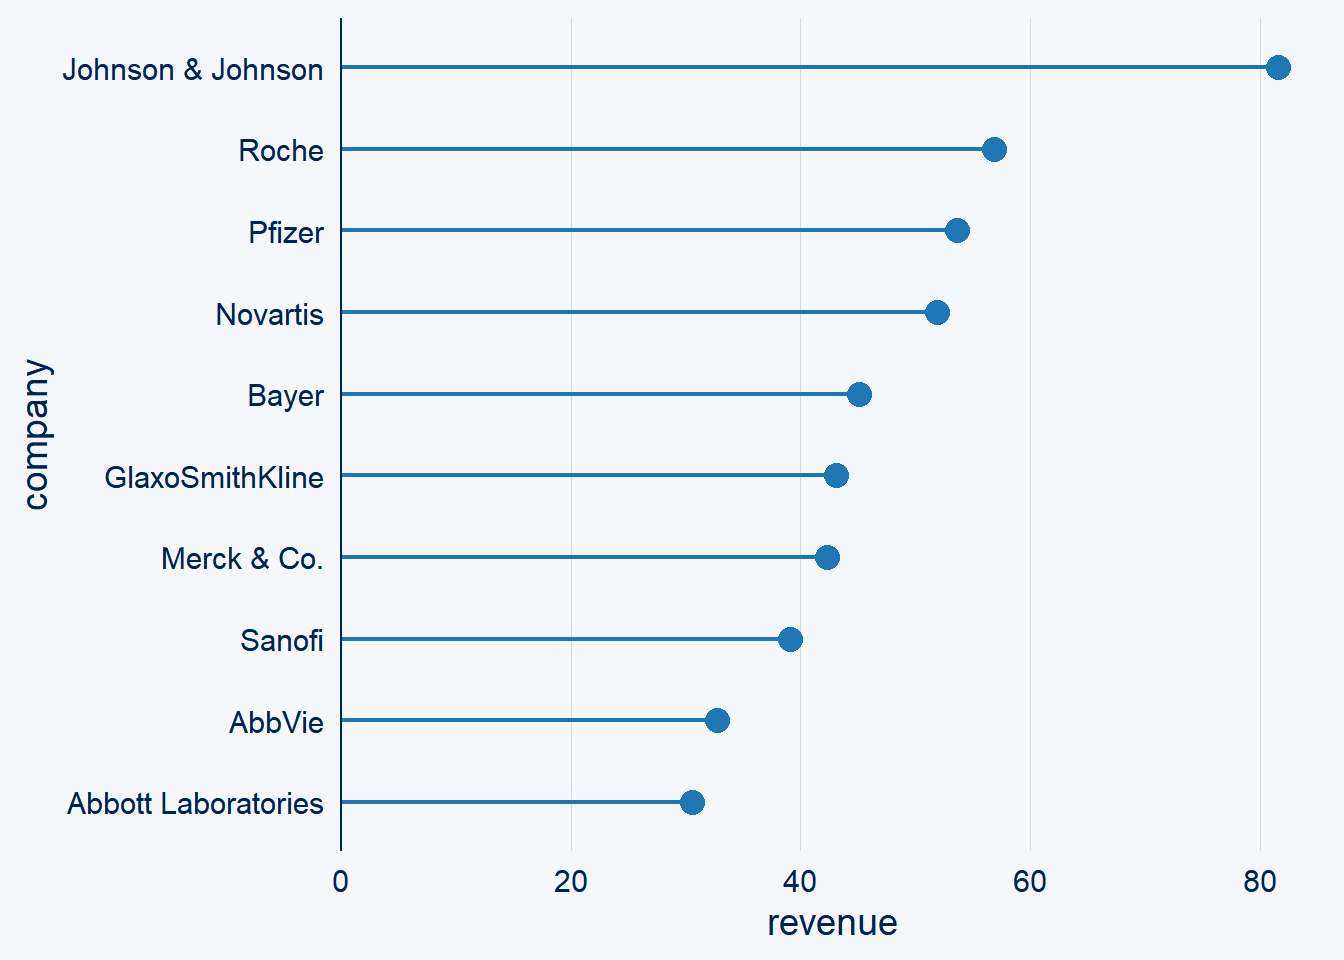 Johnson & Johnson
Roche
Pfizer
Novartis
Bayer
GlaxoSmithKline
Merck & Co.
Sanofi
AbbVie
Abbott Laboratories
company
0 20 40 60 80
revenue